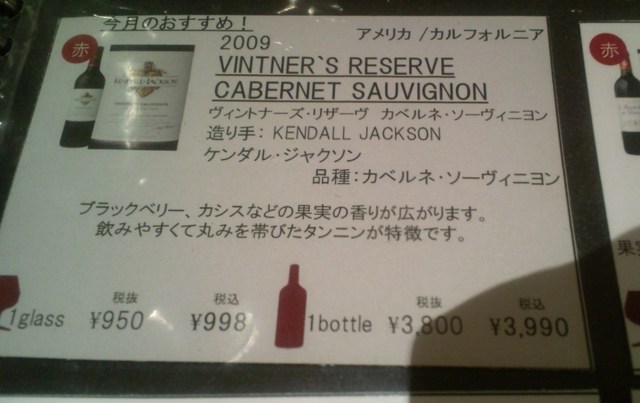 今月のおすすめ!
赤
2009
アメリカ /カルフォルニア
VINTNER`S RESERVE
CABERNET SAUVIGNON
ヴィントナーズ・リザーヴ カベルネ・ソーヴィニヨン
造り手: KENDALL JACKSON
ケンダル・ジャクソン
品種:カベルネ・ソーヴィニヨン
ブラックベリー、カシスなどの果実の香りが広がります。
飲みやすくて丸みを帯びたタンニンが特徴です。
1glass 税抜 ¥950 税込 ¥998
1bottle 税抜 ¥3,800 税込 ¥3,990
赤
果実